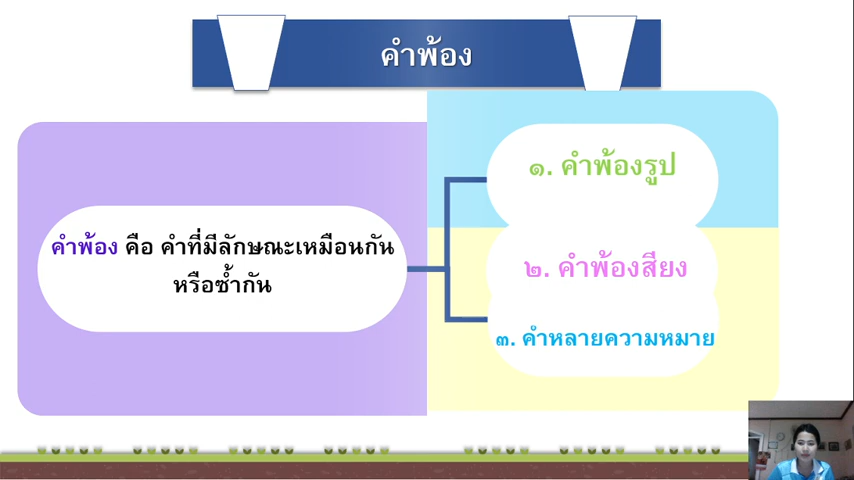 คำพ้อง
คำพ้อง คือ คำที่มีลักษณะเหมือนกัน
หรือซ้ำกัน
๑. คำพ้องรูป
๒. คำพ้องสียง
๓. คำหลายความหมาย